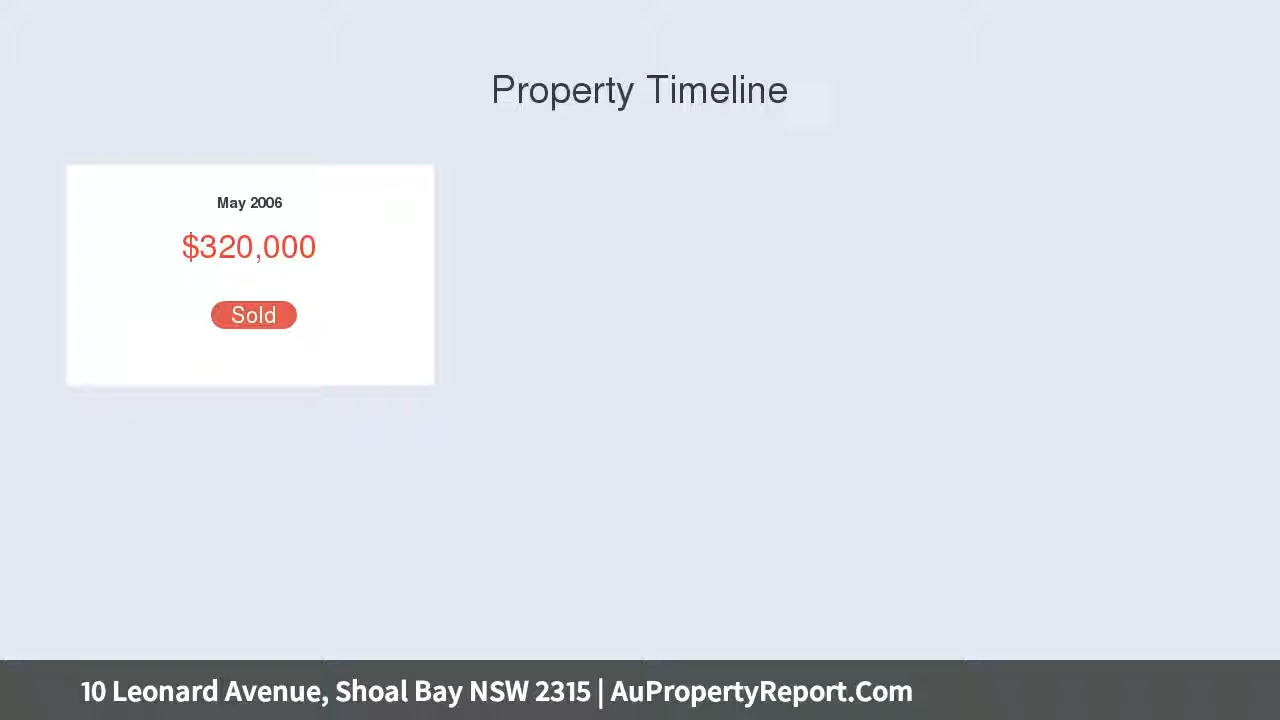 Property Timeline
May 2006
$320,000
Sold
10 Leonard Avenue, Shoal Bay NSW 2315 | AuPropertyReport.Com